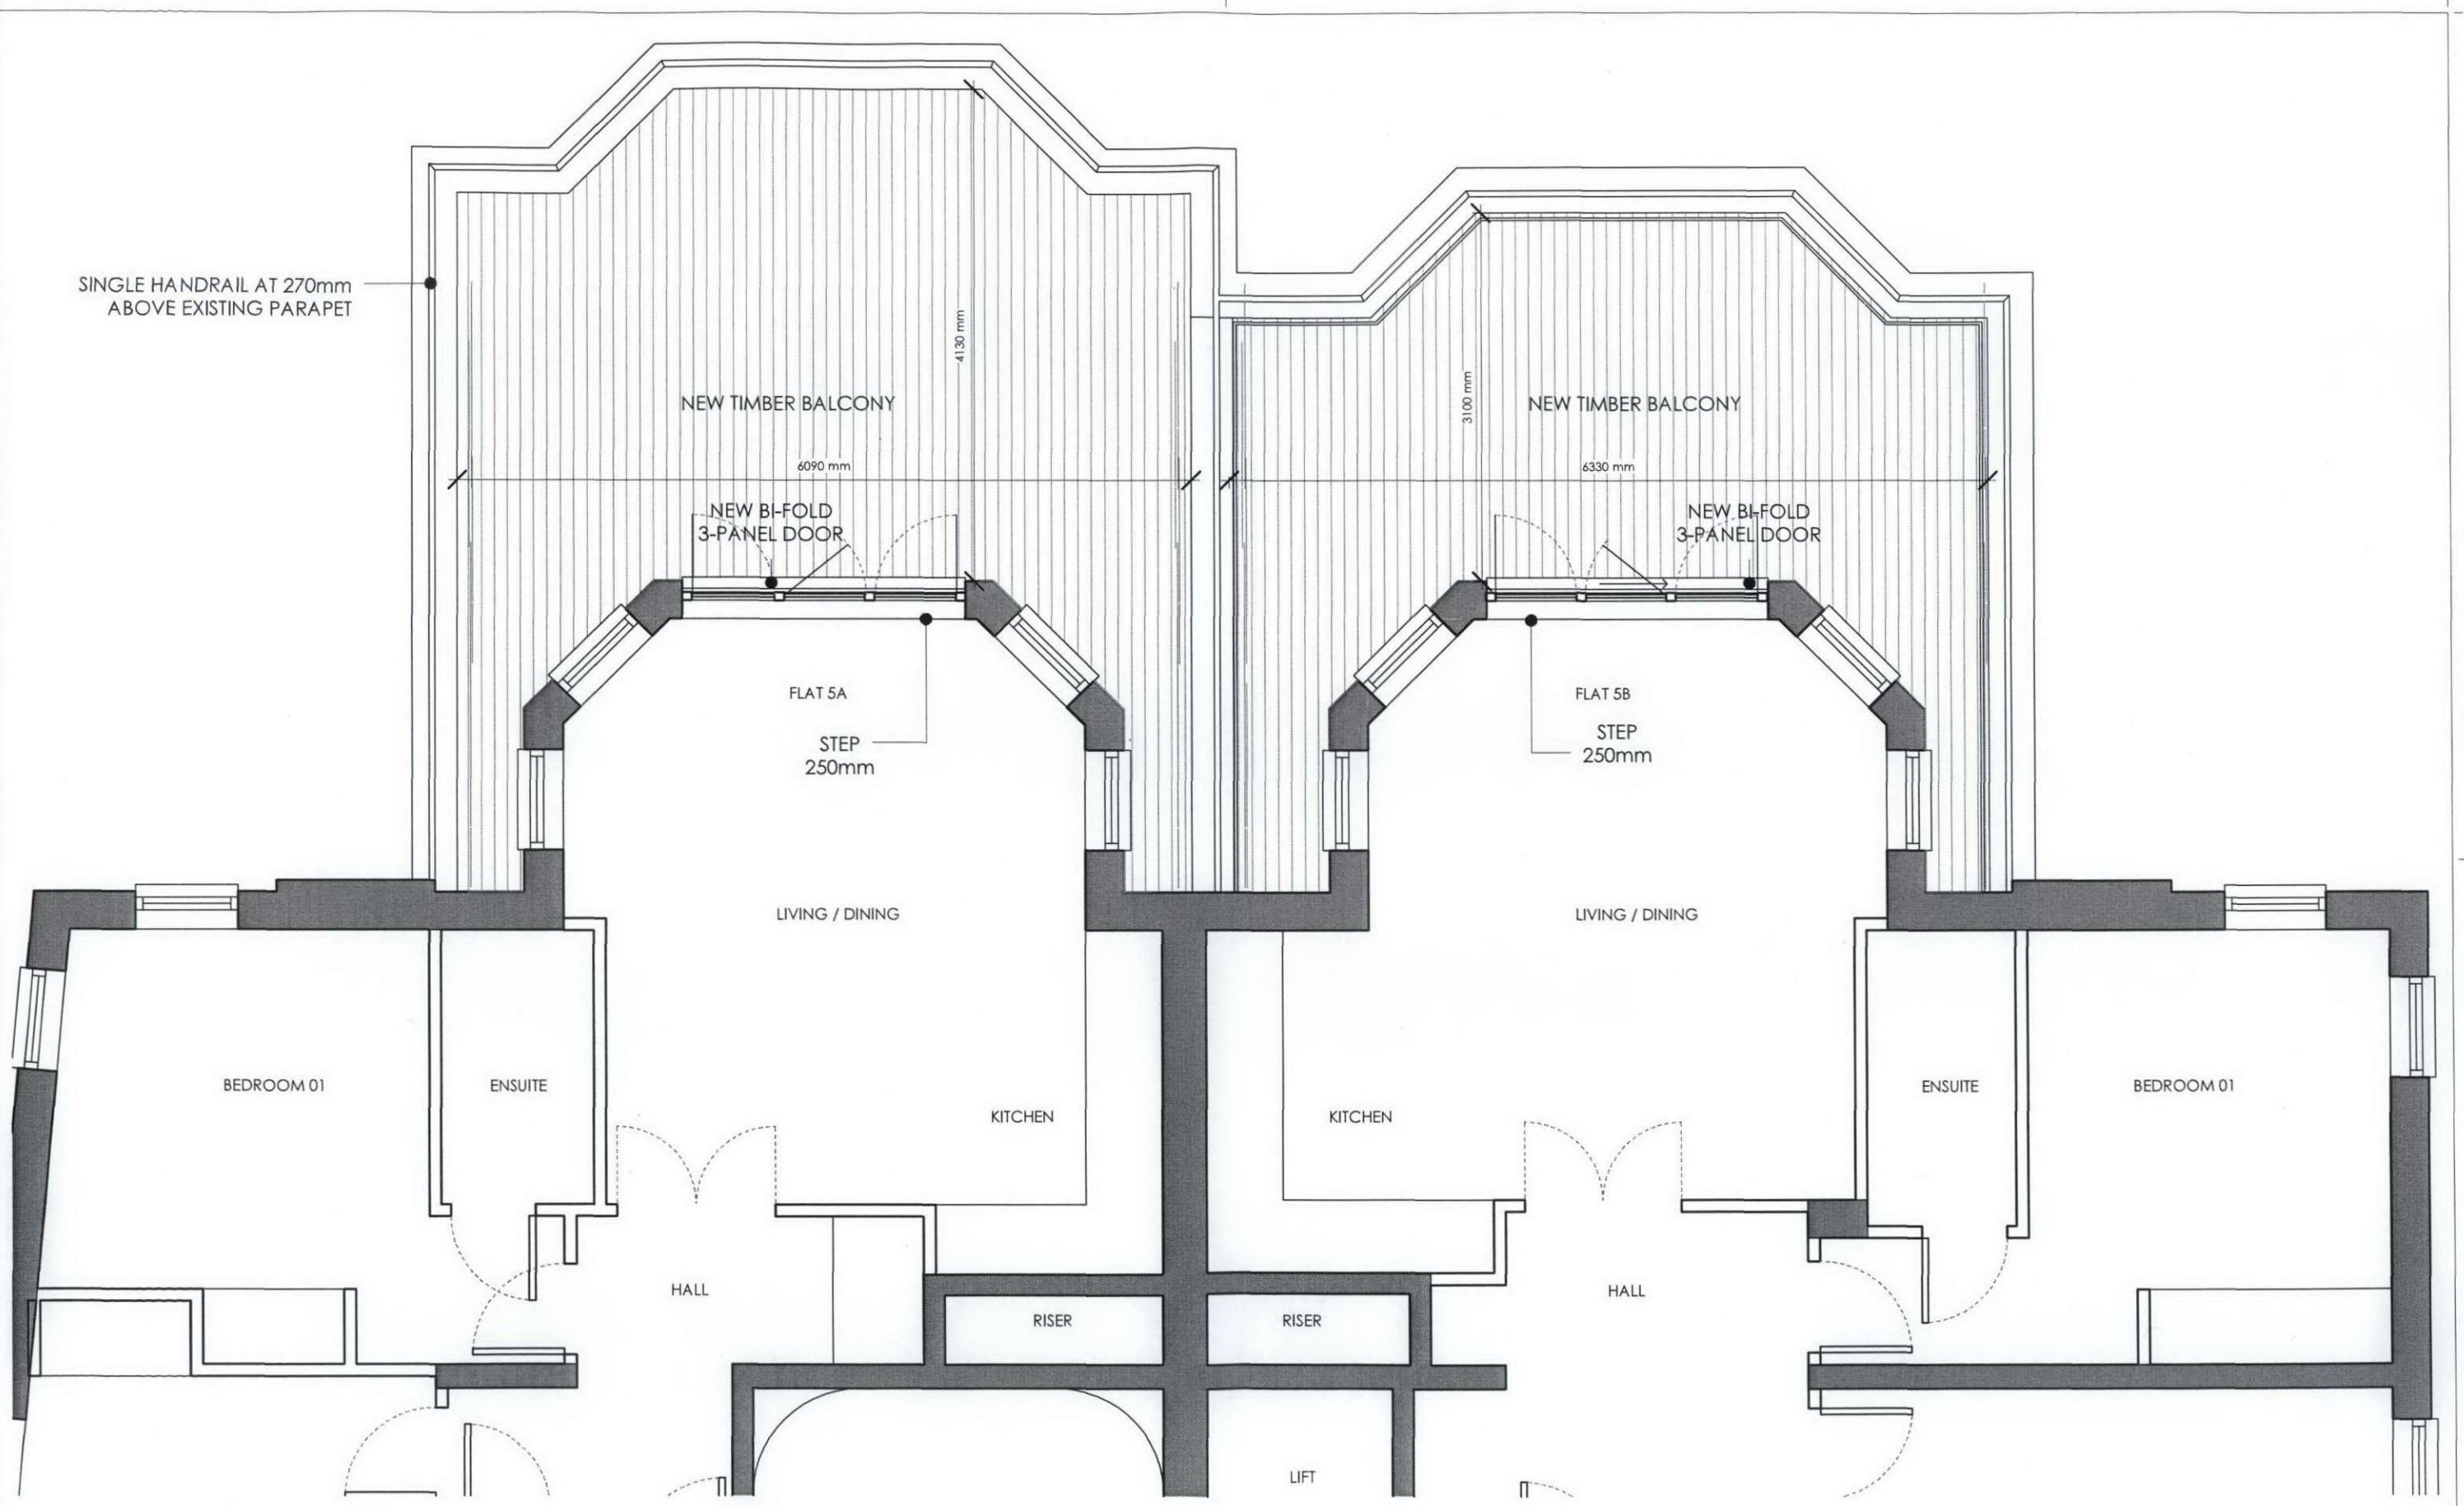 SINGLE HANDRAIL AT 270mm
ABOVE EXISTING PARAPET
4130 mm
NEW TIMBER BALCONY
6090 mm
NEW BI-FOLD
3-PANEL DOOR
3100 mm
NEW TIMBER BALCONY
6330 mm
NEW BI-FOLD
3-PANEL DOOR
FLAT 5A
STEP
250mm
FLAT 5B
STEP
250mm
LIVING / DINING
LIVING / DINING
BEDROOM 01
ENSUITE
KITCHEN
KITCHEN
ENSUITE
BEDROOM 01
HALL
RISER
RISER
HALL
LIFT